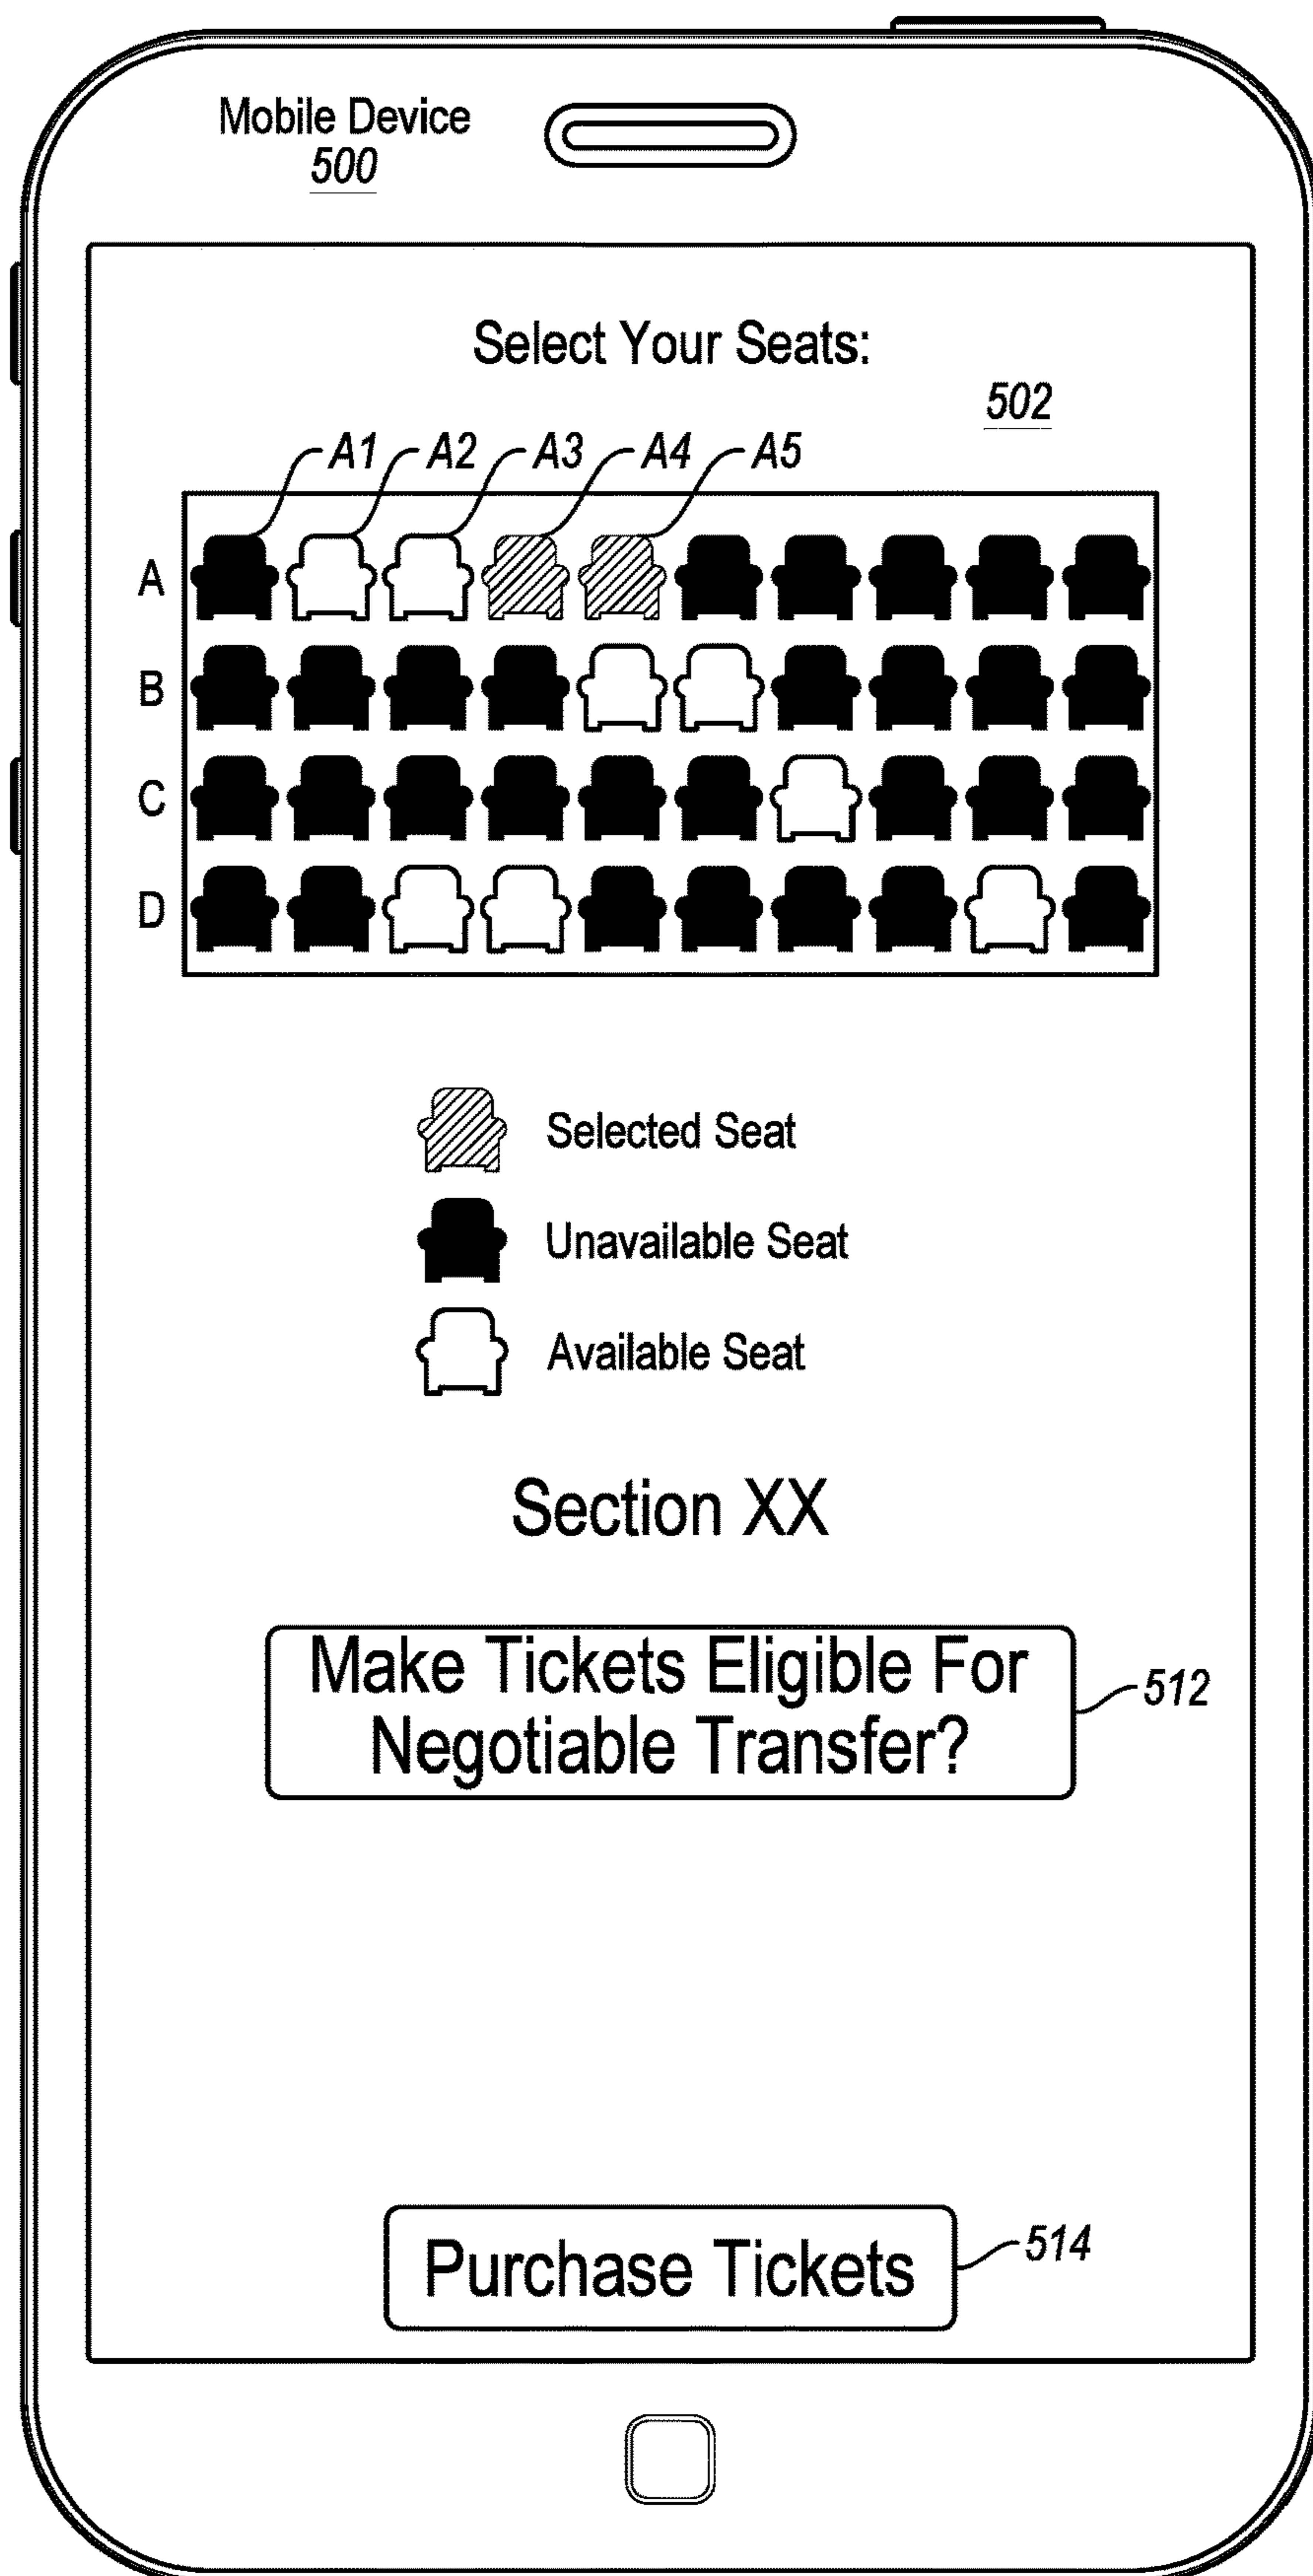 Mobile Device
500
Select Your Seats:
502
A1 A2 A3 A4 A5
A
B
C
D
Selected Seat
Unavailable Seat
Available Seat
Section XX
Make Tickets Eligible For
Negotiable Transfer?
512
Purchase Tickets
514